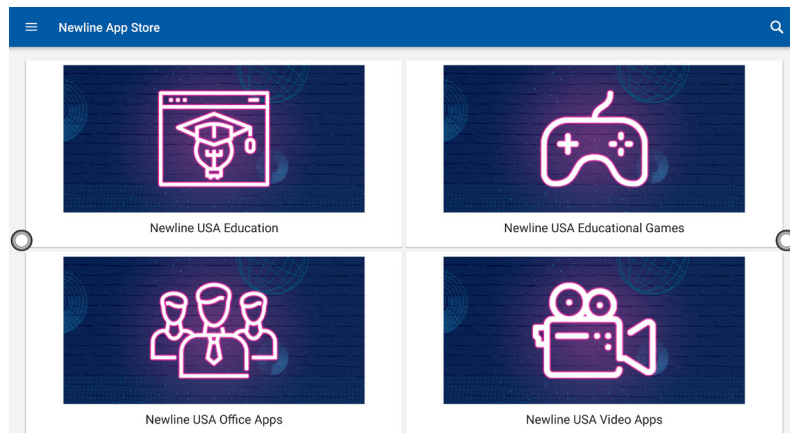 Newline App Store
Newline USA Education
Newline USA Educational Games
Newline USA Office Apps
Newline USA Video Apps